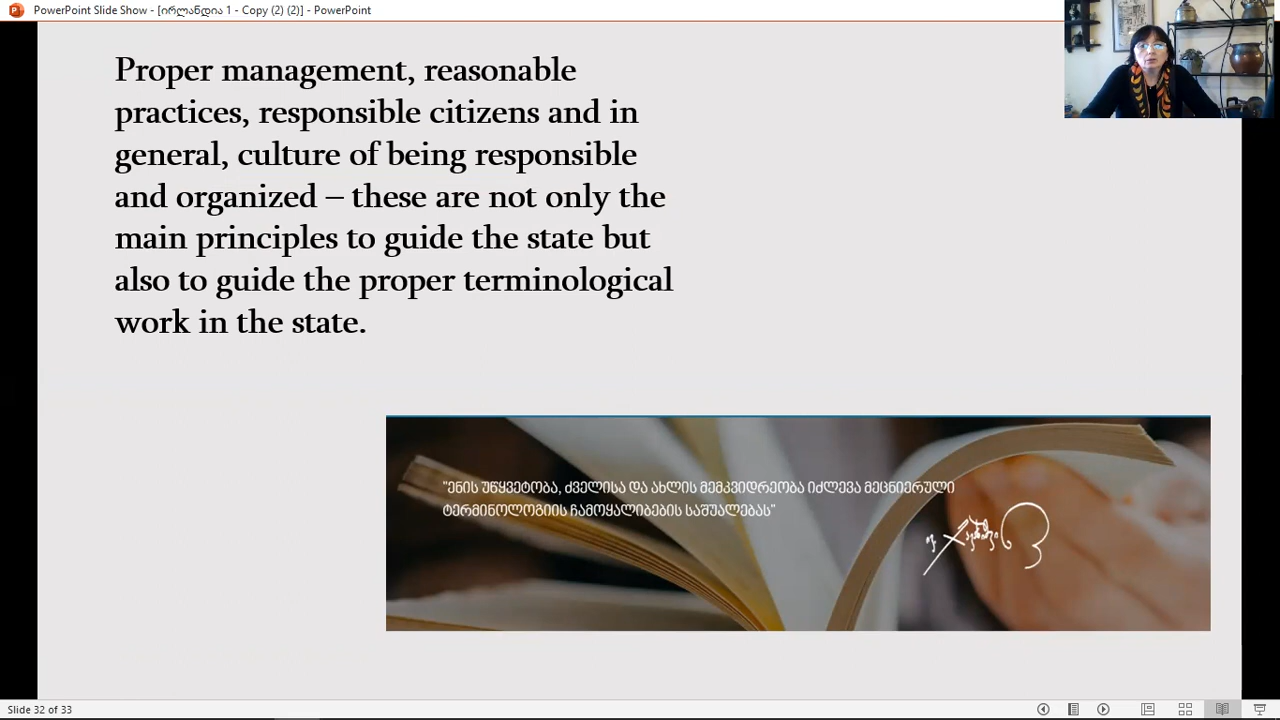 PowerPoint Slide Show - [ირლანდია 1 - Copy (2) (2)] - PowerPoint
Proper management, reasonable
practices, responsible citizens and in
general, culture of being responsible
and organized – these are not only the
main principles to guide the state but
also to guide the proper terminological
work in the state.
"ენის უწყვეტობა, ძველისა და ახლის მემკვიდრეობა იძლევა მეცნიერული
ტერმინოლოგიის ჩამოყალიბების საშუალებას"
Slide 32 of 33